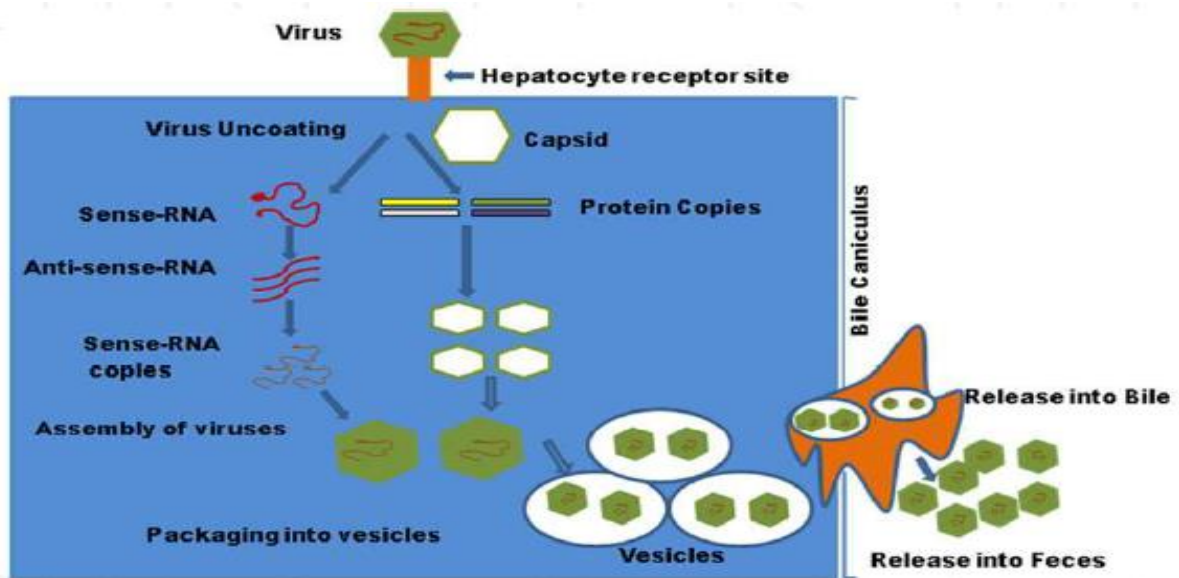 Virus
Hepatocyte receptor site
Virus Uncoating
Capsid
Sense-RNA
Protein Copies
Anti-sense-RNA
Bile Caniculus
Sense-RNA
copies
Release into Bile
Assembly of viruses
Packaging into vesicles
Vesicles
Release into Feces